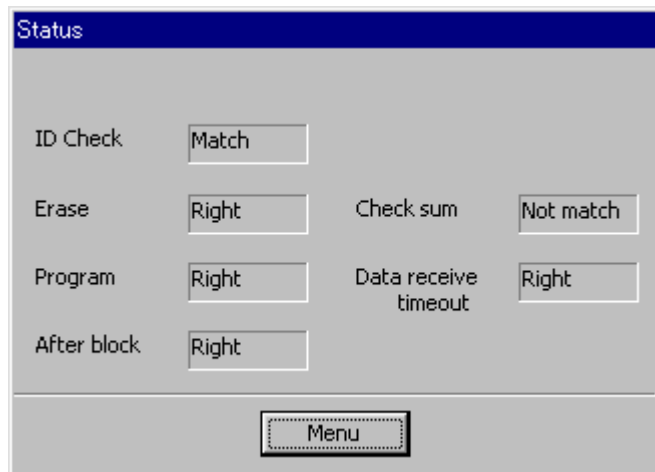 Status
ID Check Match
Erase Right Check sum Not match
Program Right Data receive Right
timeout
After block Right
Menu